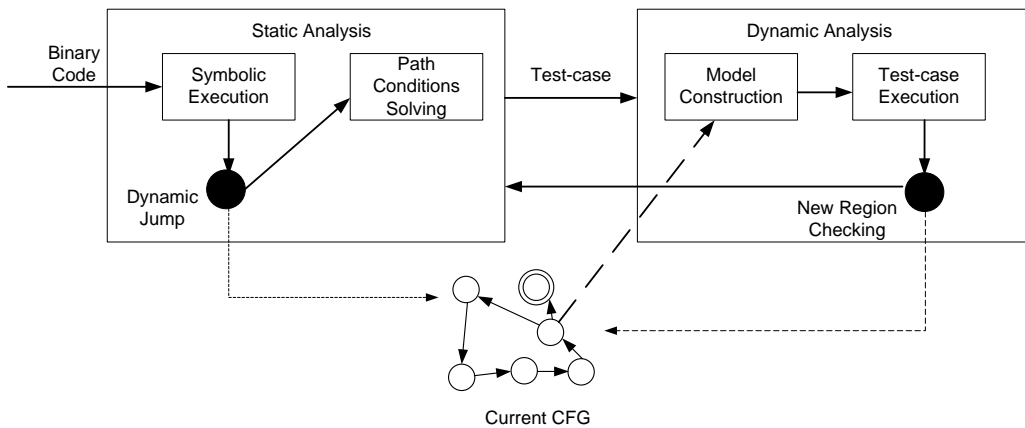 Static Analysis
Dynamic Analysis
Binary
Code
Symbolic
Execution
Path
Conditions
Solving
Test-case
Model
Construction
Test-case
Execution
Dynamic
Jump
New Region
Checking
Current CFG